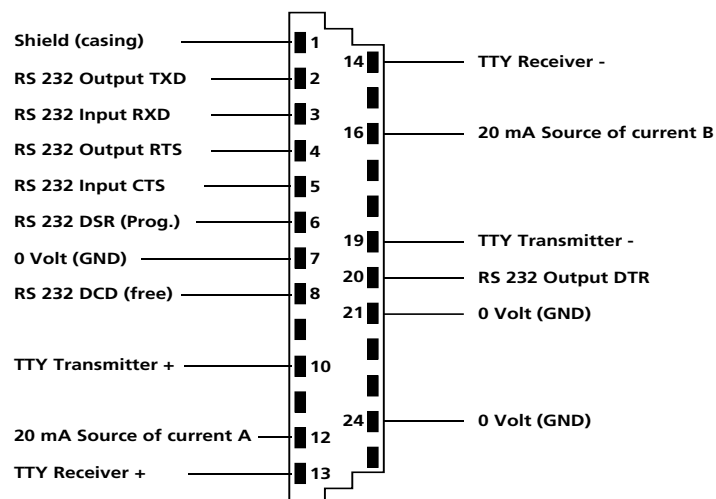 Shield (casing) 1
RS 232 Output TXD 2
RS 232 Input RXD 3
RS 232 Output RTS 4
RS 232 Input CTS 5
RS 232 DSR (Prog.) 6
0 Volt (GND) 7
RS 232 DCD (free) 8
TTY Transmitter + 10
20 mA Source of current A 12
TTY Receiver + 13
14 TTY Receiver -
16 20 mA Source of current B
19 TTY Transmitter -
20 RS 232 Output DTR
21 0 Volt (GND)
24 0 Volt (GND)